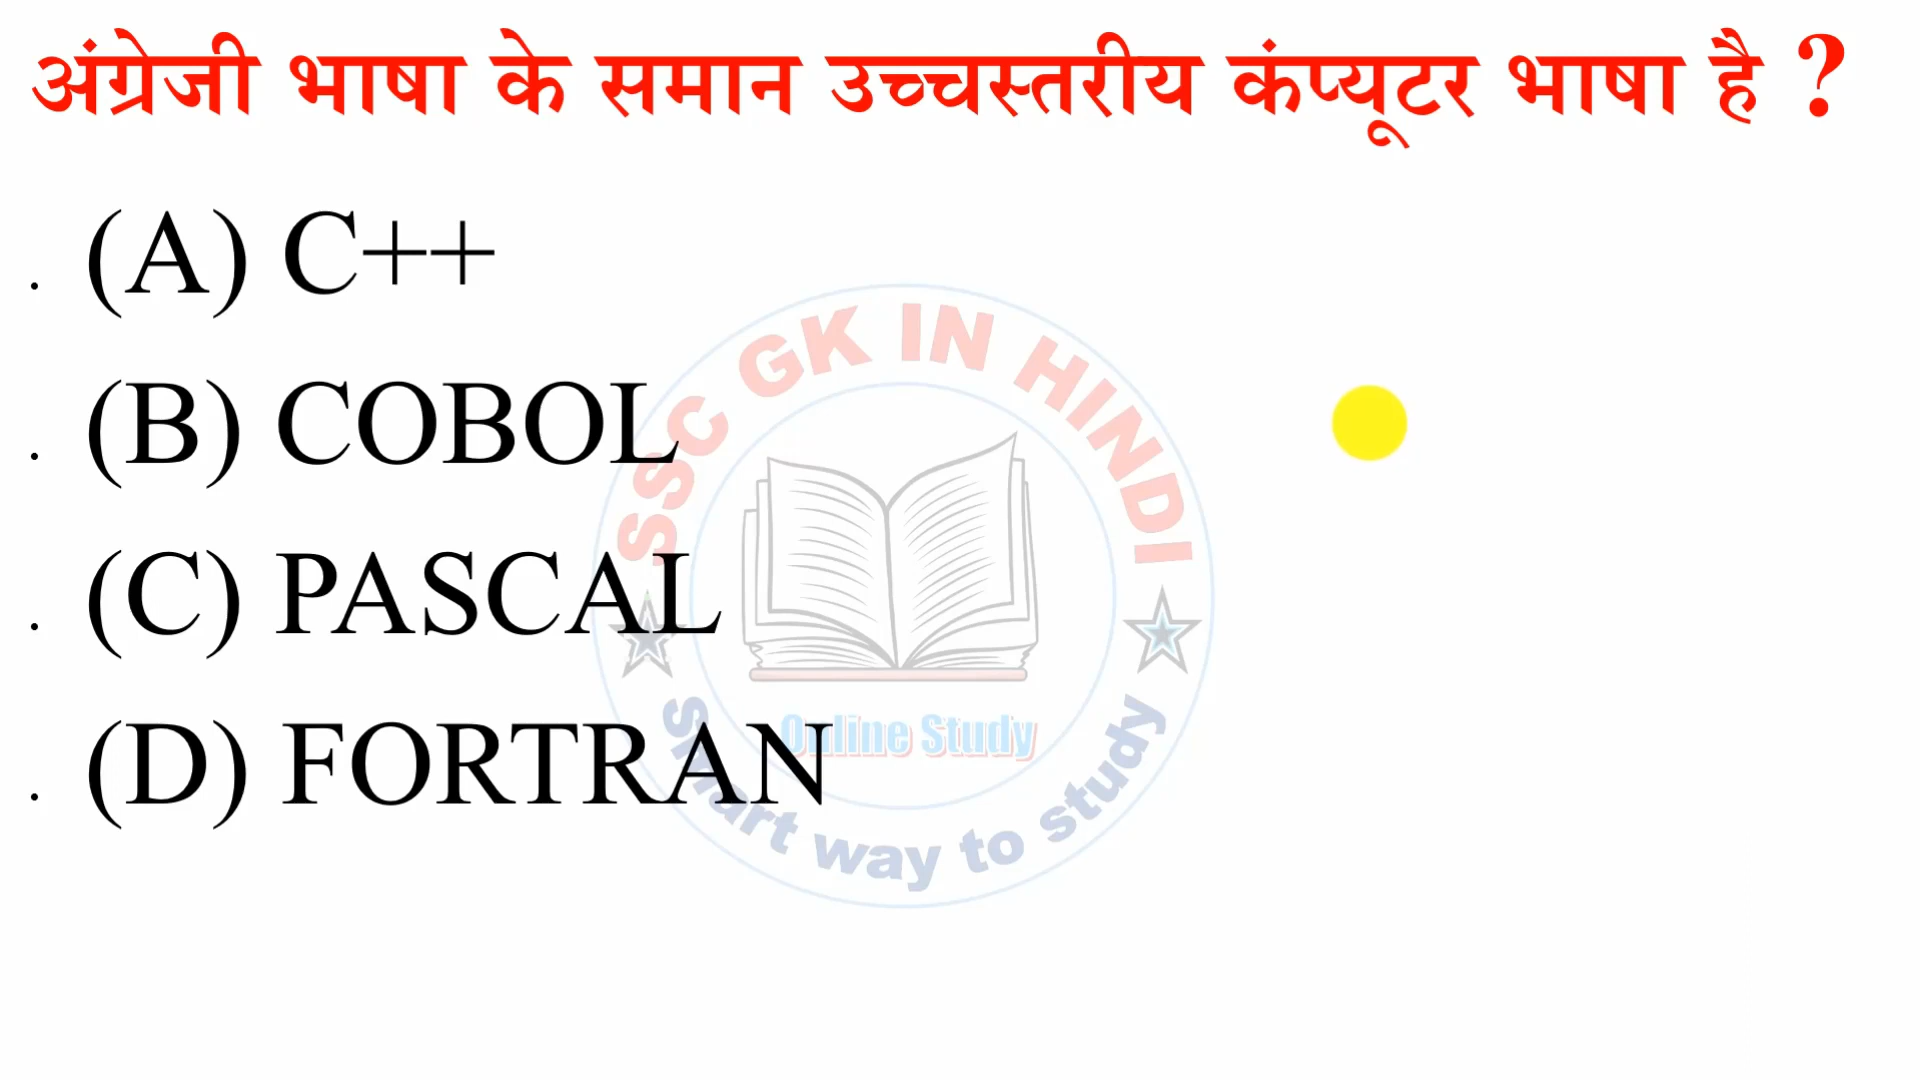 अंग्रेजी भाषा के समान उच्चस्तरीय कंप्यूटर भाषा है ?
. (A) C++
. (B) COBOL
. (C) PASCAL
. (D) FORTRAN
SSC GK IN HINDI
Online Study
Smart way to study